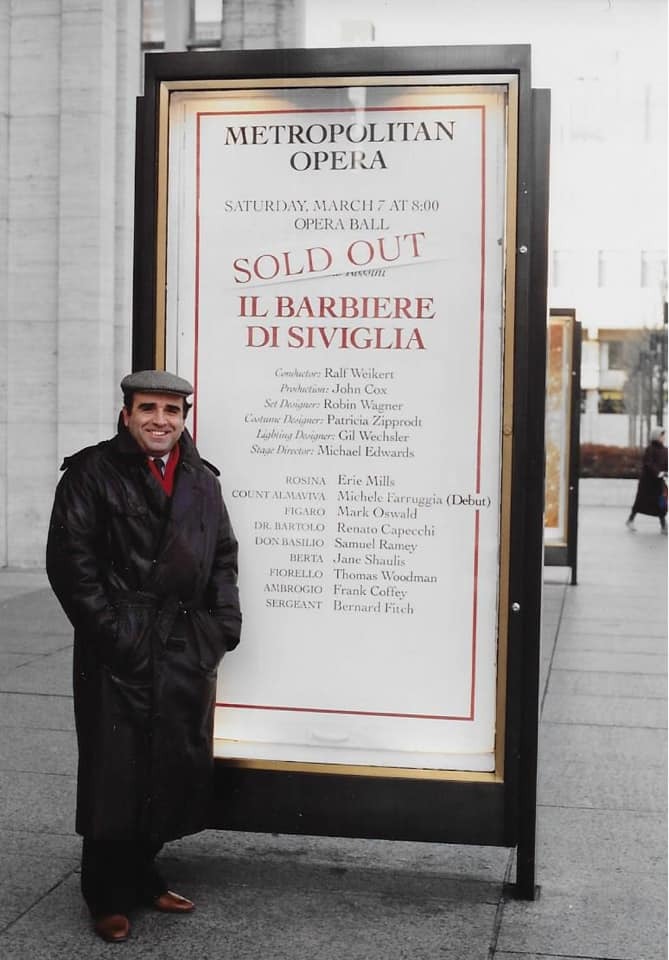 METROPOLITAN
OPERA
SATURDAY, MARCH 7 AT 8:00
OPERA BALL
SOLD OUT
Rossini
IL BARBIERE
DI SIVIGLIA
Conductor: Ralf Weikert
Production: John Cox
Set Designer: Robin Wagner
Costume Designer: Patricia Zipprodt
Lighting Designer: Gil Wechsler
Stage Director: Michael Edwards
ROSINA Erie Mills
COUNT ALMAVIVA Michele Farruggia (Debut)
FIGARO Mark Oswald
DR. BARTOLO Renato Capecchi
DON BASILIO Samuel Ramey
BERTA Jane Shaulis
FIORELLO Thomas Woodman
AMBROGIO Frank Coffey
SERGEANT Bernard Fitch